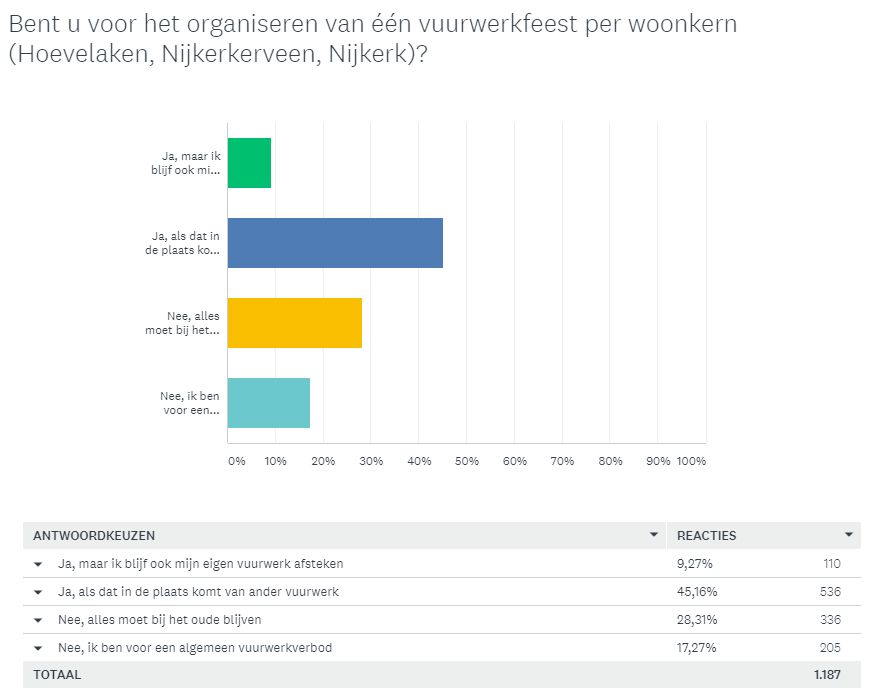 Bent u voor het organiseren van één vuurwerkfeest per woonkern
(Hoevelaken, Nijkerkerveen, Nijkerk)?
Ja, maar ik
blijf ook mi...
Ja, als dat in
de plaats ko...
Nee, alles
moet bij het...
Nee, ik ben
voor een...
0% 10% 20% 30% 40% 50% 60% 70% 80% 90% 100%
ANTWOORDKEUZEN REACTIES
Ja, maar ik blijf ook mijn eigen vuurwerk afsteken 9,27% 110
Ja, als dat in de plaats komt van ander vuurwerk 45,16% 536
Nee, alles moet bij het oude blijven 28,31% 336
Nee, ik ben voor een algemeen vuurwerkverbod 17,27% 205
TOTAAL 1.187